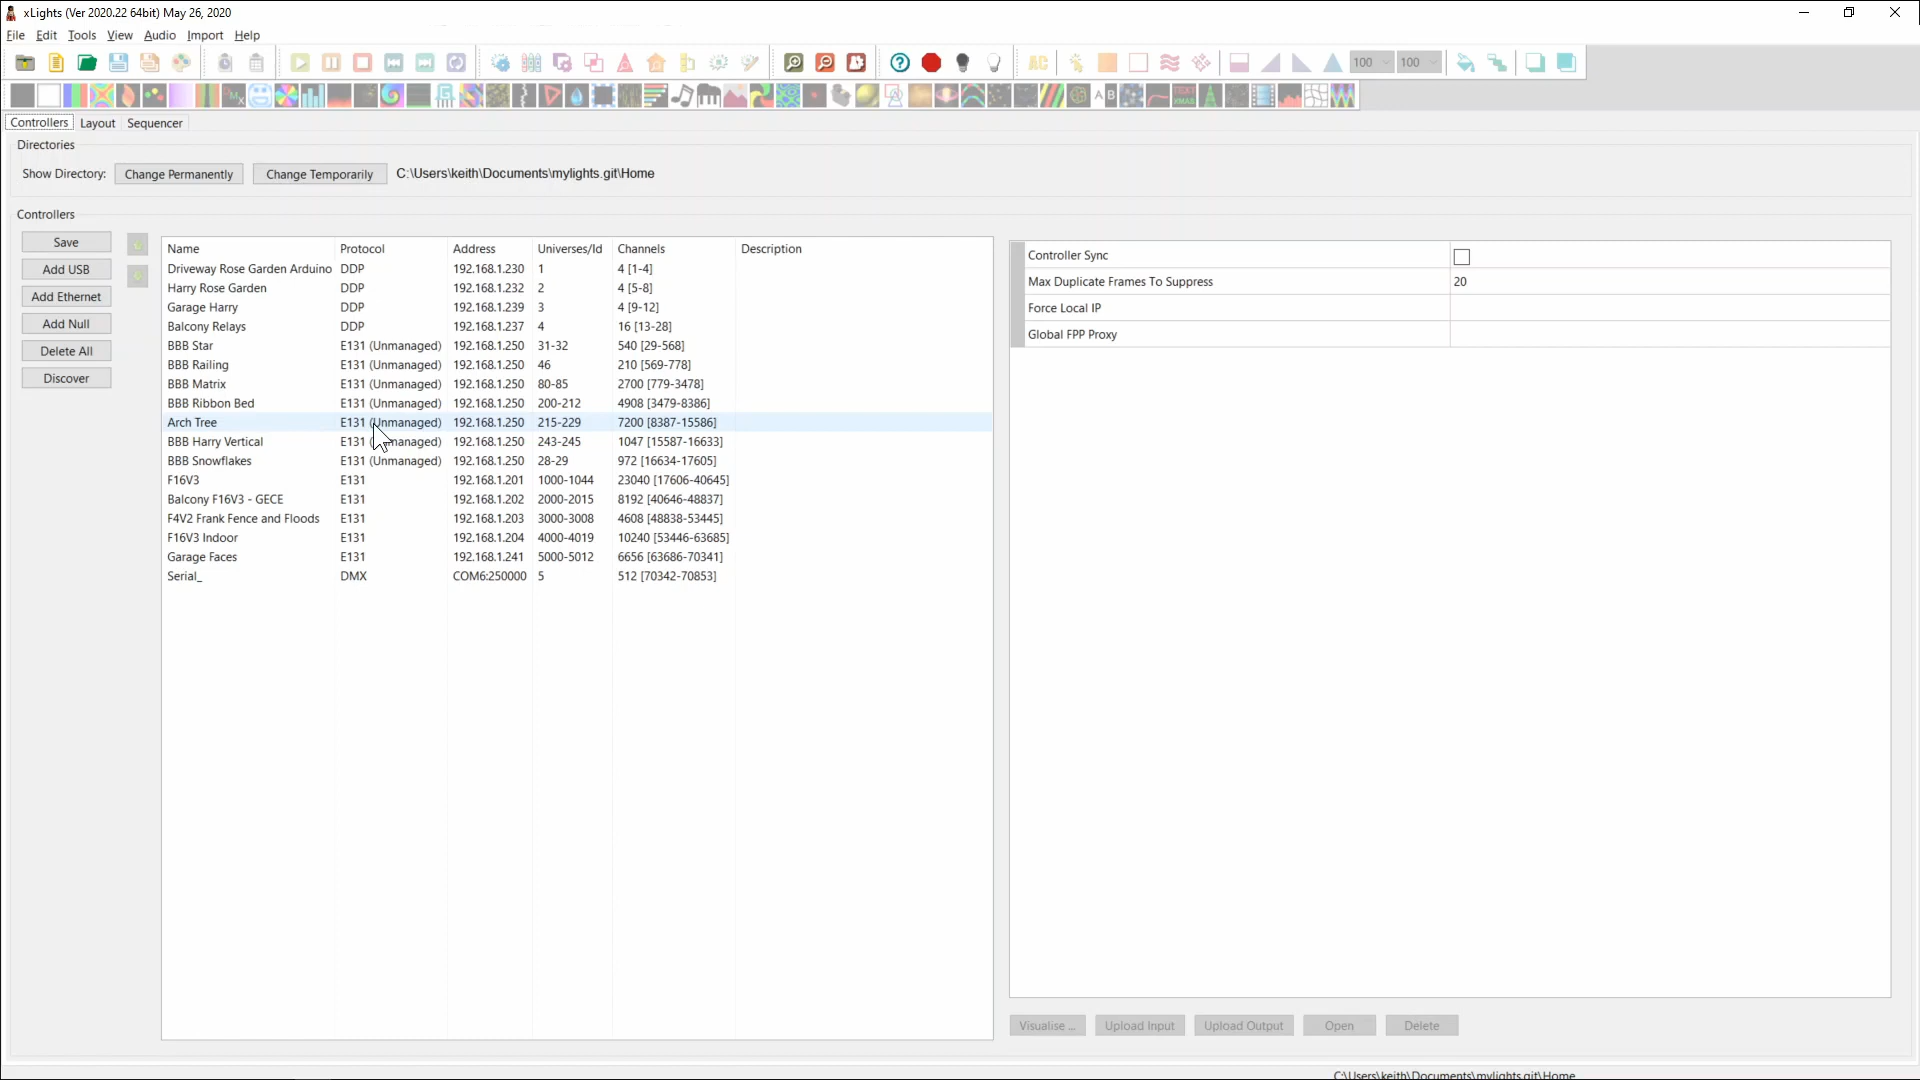 xLights (Ver 2020.22 64bit) May 26, 2020
File Edit Tools View Audio Import Help
AC 100 100
A B TEXT XMAS
Controllers Layout Sequencer
Directories
Show Directory: Change Permanently Change Temporarily C:\Users\keith\Documents\mylights.git\Home
Controllers
Save
Add USB
Add Ethernet
Add Null
Delete All
Discover
Name Protocol Address Universes/Id Channels Description
Driveway Rose Garden Arduino DDP 192.168.1.230 1 4 [1-4]
Harry Rose Garden DDP 192.168.1.232 2 4 [5-8]
Garage Harry DDP 192.168.1.239 3 4 [9-12]
Balcony Relays DDP 192.168.1.237 4 16 [13-28]
BBB Star E131 (Unmanaged) 192.168.1.250 31-32 540 [29-568]
BBB Railing E131 (Unmanaged) 192.168.1.250 46 210 [569-778]
BBB Matrix E131 (Unmanaged) 192.168.1.250 80-85 2700 [779-3478]
BBB Ribbon Bed E131 (Unmanaged) 192.168.1.250 200-212 4908 [3479-8386]
Arch Tree E131 (Unmanaged) 192.168.1.250 215-229 7200 [8387-15586]
BBB Harry Vertical E131 (Unmanaged) 192.168.1.250 243-245 1047 [15587-16633]
BBB Snowflakes E131 (Unmanaged) 192.168.1.250 28-29 972 [16634-17605]
F16V3 E131 192.168.1.201 1000-1044 23040 [17606-40645]
Balcony F16V3 - GECE E131 192.168.1.202 2000-2015 8192 [40646-48837]
F4V2 Frank Fence and Floods E131 192.168.1.203 3000-3008 4608 [48838-53445]
F16V3 Indoor E131 192.168.1.204 4000-4019 10240 [53446-63685]
Garage Faces E131 192.168.1.241 5000-5012 6656 [63686-70341]
Serial_ DMX COM6:250000 5 512 [70342-70853]
Controller Sync
Max Duplicate Frames To Suppress 20
Force Local IP
Global FPP Proxy
Visualise ... Upload Input Upload Output Open Delete
C:\Users\keith\Documents\mylights.git\Home